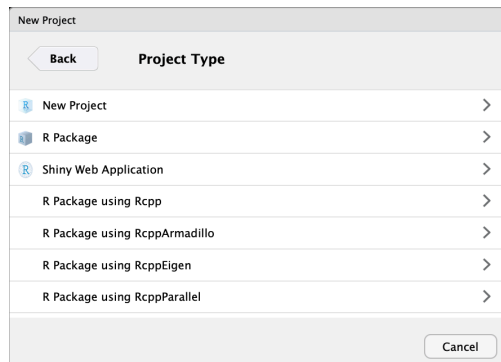 New Project
Back
Project Type
R New Project
R R Package
R Shiny Web Application
R Package using Rcpp
R Package using RcppArmadillo
R Package using RcppEigen
R Package using RcppParallel
Cancel